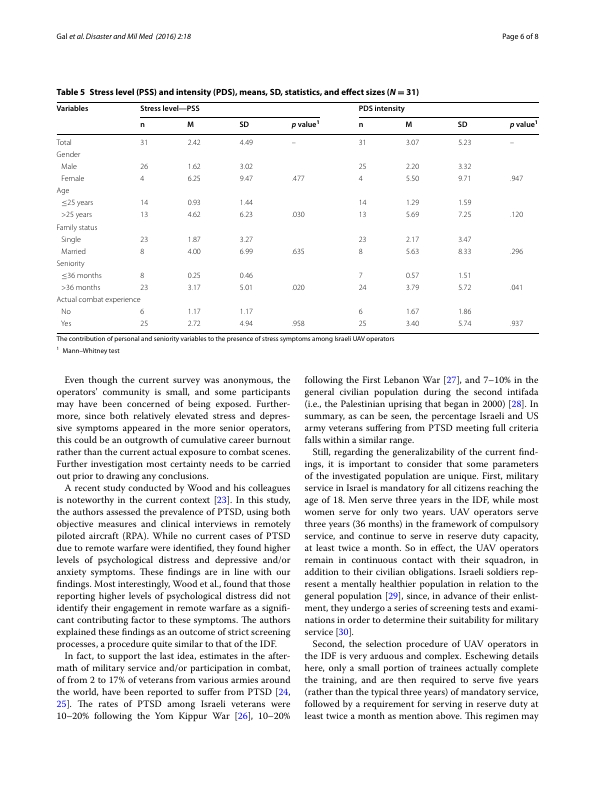 Gal et al. Disaster and Mil Med (2016) 2:18
Page 6 of 8
Table 5 Stress level (PSS) and intensity (PDS), means, SD, statistics, and effect sizes (N = 31)
Variables Stress level—PSS PDS intensity
n M SD p value¹ n M SD p value¹
Total 31 2.42 4.49 – 31 3.07 5.23 –
Gender
Male 26 1.62 3.02 25 2.20 3.32
Female 4 6.25 9.47 .477 4 5.50 9.71 .947
Age
≤25 years 14 0.93 1.44 14 1.29 1.59
>25 years 13 4.62 6.23 .030 13 5.69 7.25 .120
Family status
Single 23 1.87 3.27 23 2.17 3.47
Married 8 4.00 6.99 .635 8 5.63 8.33 .296
Seniority
≤36 months 8 0.25 0.46 7 0.57 1.51
>36 months 23 3.17 5.01 .020 24 3.79 5.72 .041
Actual combat experience
No 6 1.17 1.17 6 1.67 1.86
Yes 25 2.72 4.94 .958 25 3.40 5.74 .937
The contribution of personal and seniority variables to the presence of stress symptoms among Israeli UAV operators
¹ Mann–Whitney test
Even though the current survey was anonymous, the
operators' community is small, and some participants
may have been concerned of being exposed. Further-
more, since both relatively elevated stress and depres-
sive symptoms appeared in the more senior operators,
this could be an outgrowth of cumulative career burnout
rather than the current actual exposure to combat scenes.
Further investigation most certainty needs to be carried
out prior to drawing any conclusions.
A recent study conducted by Wood and his colleagues
is noteworthy in the current context [23]. In this study,
the authors assessed the prevalence of PTSD, using both
objective measures and clinical interviews in remotely
piloted aircraft (RPA). While no current cases of PTSD
due to remote warfare were identified, they found higher
levels of psychological distress and depressive and/or
anxiety symptoms. These findings are in line with our
findings. Most interestingly, Wood et al., found that those
reporting higher levels of psychological distress did not
identify their engagement in remote warfare as a signifi-
cant contributing factor to these symptoms. The authors
explained these findings as an outcome of strict screening
processes, a procedure quite similar to that of the IDF.
In fact, to support the last idea, estimates in the after-
math of military service and/or participation in combat,
of from 2 to 17% of veterans from various armies around
the world, have been reported to suffer from PTSD [24,
25]. The rates of PTSD among Israeli veterans were
10–20% following the Yom Kippur War [26], 10–20%
following the First Lebanon War [27], and 7–10% in the
general civilian population during the second intifada
(i.e., the Palestinian uprising that began in 2000) [28]. In
summary, as can be seen, the percentage Israeli and US
army veterans suffering from PTSD meeting full criteria
falls within a similar range.
Still, regarding the generalizability of the current find-
ings, it is important to consider that some parameters
of the investigated population are unique. First, military
service in Israel is mandatory for all citizens reaching the
age of 18. Men serve three years in the IDF, while most
women serve for only two years. UAV operators serve
three years (36 months) in the framework of compulsory
service, and continue to serve in reserve duty capacity,
at least twice a month. So in effect, the UAV operators
remain in continuous contact with their squadron, in
addition to their civilian obligations. Israeli soldiers rep-
resent a mentally healthier population in relation to the
general population [29], since, in advance of their enlist-
ment, they undergo a series of screening tests and exami-
nations in order to determine their suitability for military
service [30].
Second, the selection procedure of UAV operators in
the IDF is very arduous and complex. Eschewing details
here, only a small portion of trainees actually complete
the training, and are then required to serve five years
(rather than the typical three years) of mandatory service,
followed by a requirement for serving in reserve duty at
least twice a month as mention above. This regimen may